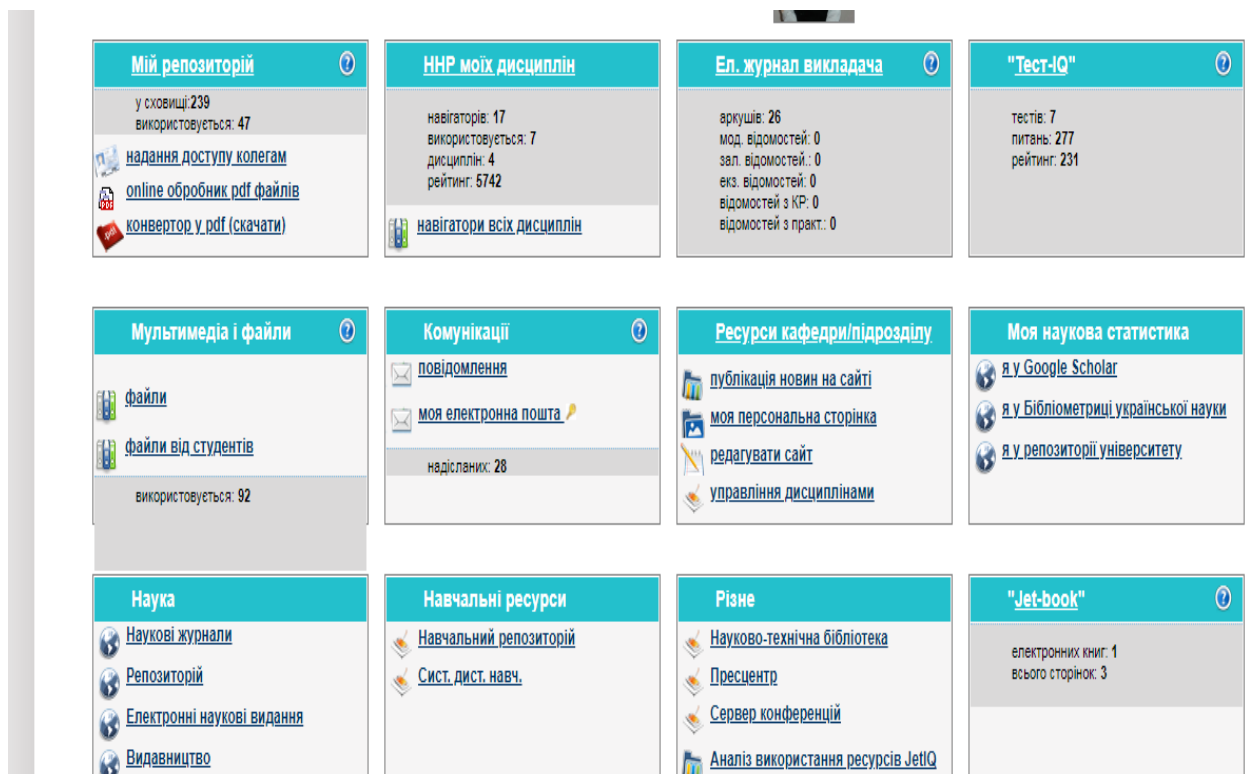 Мій репозиторій
у сховищі:239
використовується: 47
надання доступу колегам
online обробник pdf файлів
конвертор у pdf (скачати)
ННР моїх дисциплін
навігаторів: 17
використовується: 7
дисциплін: 4
рейтинг: 5742
навігатори всіх дисциплін
Ел. журнал викладача
аркушів: 26
мод. відомостей: 0
зал. відомостей.: 0
екз. відомостей: 0
відомостей з КР: 0
відомостей з практ.: 0
"Тест-IQ"
тестів: 7
питань: 277
рейтинг: 231
Мультимедіа і файли
файли
файли від студентів
використовується: 92
Комунікації
повідомлення
моя електронна пошта
надісланих: 28
Ресурси кафедри/підрозділу
публікація новин на сайті
моя персональна сторінка
редагувати сайт
управління дисциплінами
Моя наукова статистика
я у Google Scholar
я у Бібліометриці української науки
я у репозиторії університету
Наука
Наукові журнали
Репозиторій
Електронні наукові видання
Видавництво
Навчальні ресурси
Навчальний репозиторій
Сист. дист. навч.
Різне
Науково-технічна бібліотека
Пресцентр
Сервер конференцій
Аналіз використання ресурсів JetIQ
"Jet-book"
електронних книг: 1
всього сторінок: 3